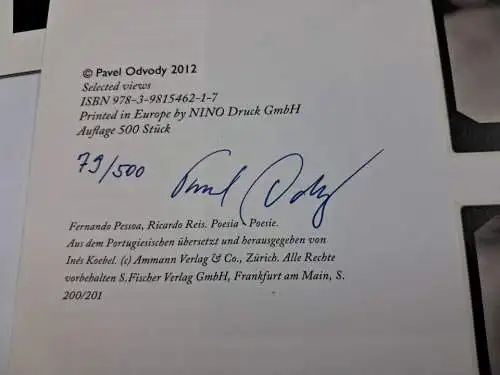 © Pavel Odvody 2012
Selected views
ISBN 978-3-9815462-1-7
Printed in Europe by NINO Druck GmbH
Auflage 500 Stück
79/500 Pavel Odvody
Fernando Pessoa, Ricardo Reis. Poesia - Poesie.
Aus dem Portugiesischen übersetzt und herausgegeben von
Inés Koebel. (c) Ammann Verlag & Co., Zürich. Alle Rechte
vorbehalten S.Fischer Verlag GmbH, Frankfurt am Main, S.
200/201